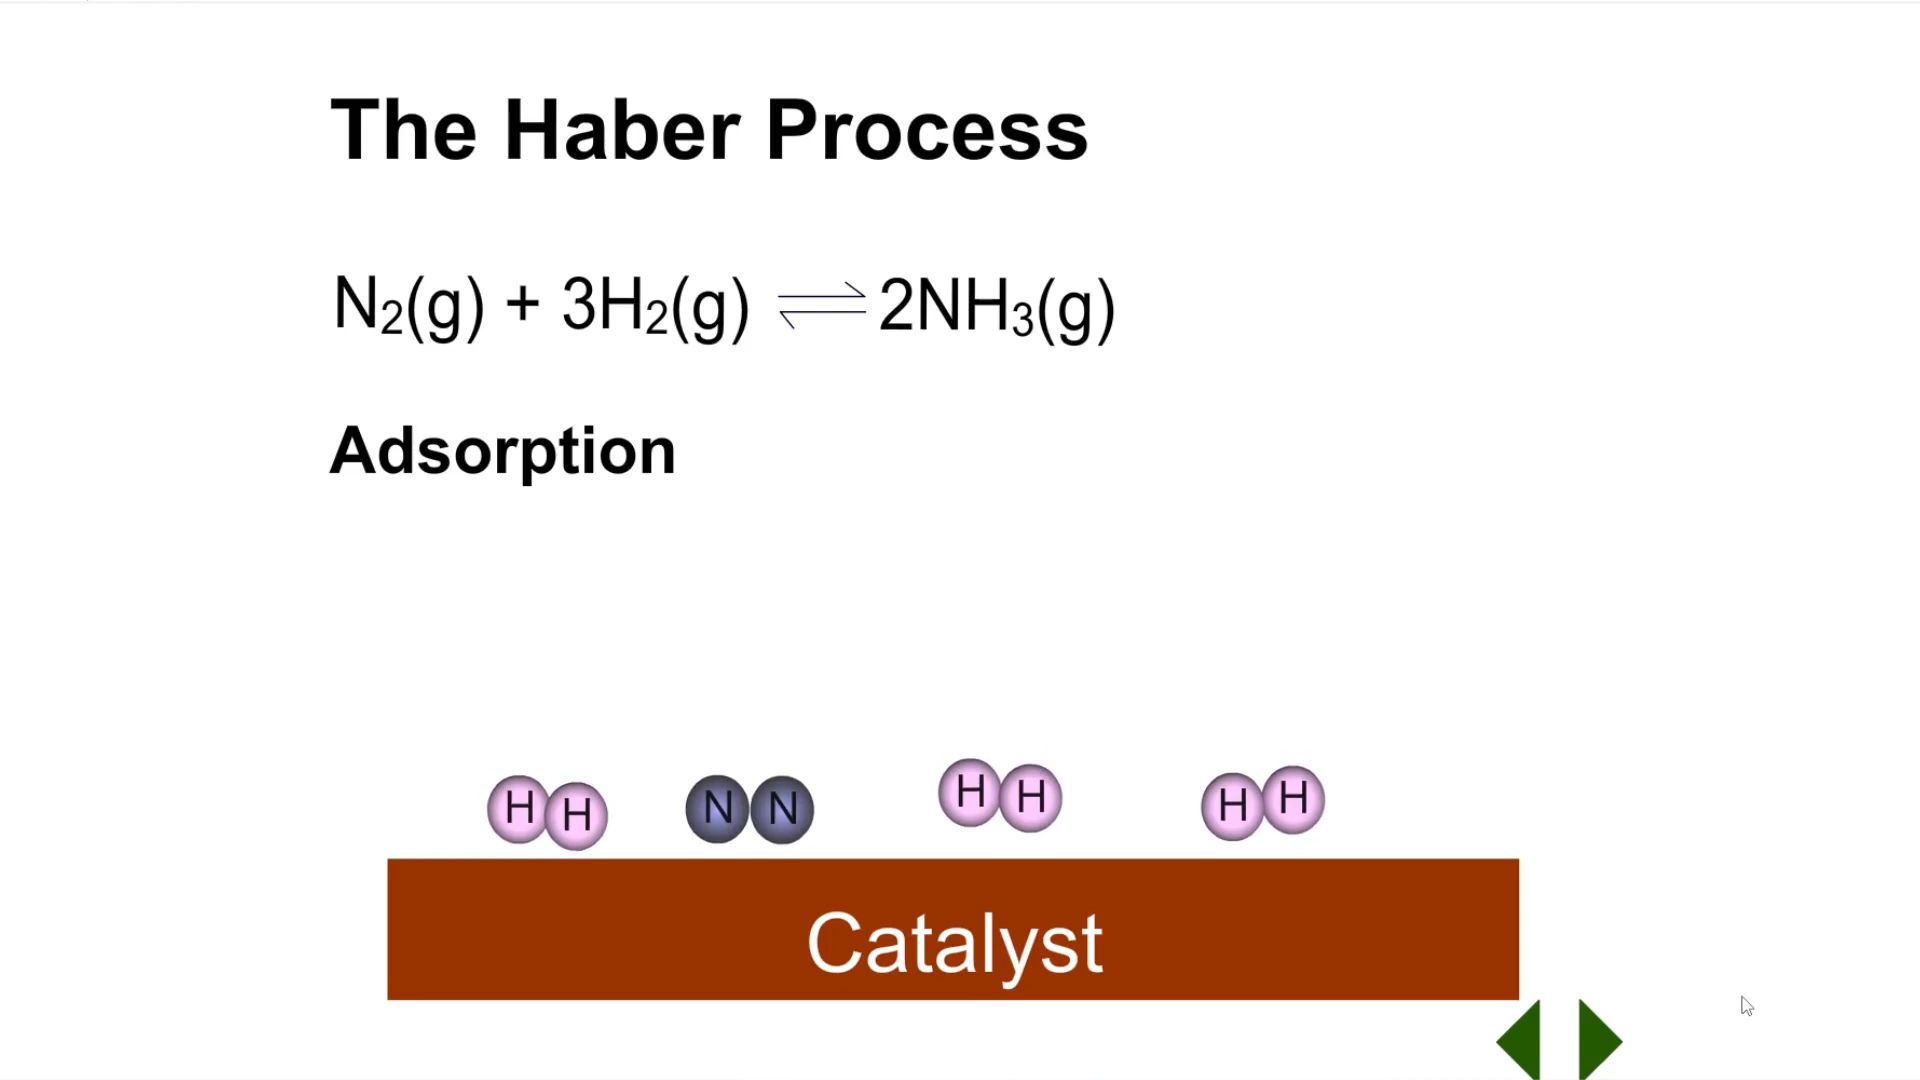 The Haber Process
N₂(g) + 3H₂(g) ⇌ 2NH₃(g)
Adsorption
H H N N H H H H
Catalyst